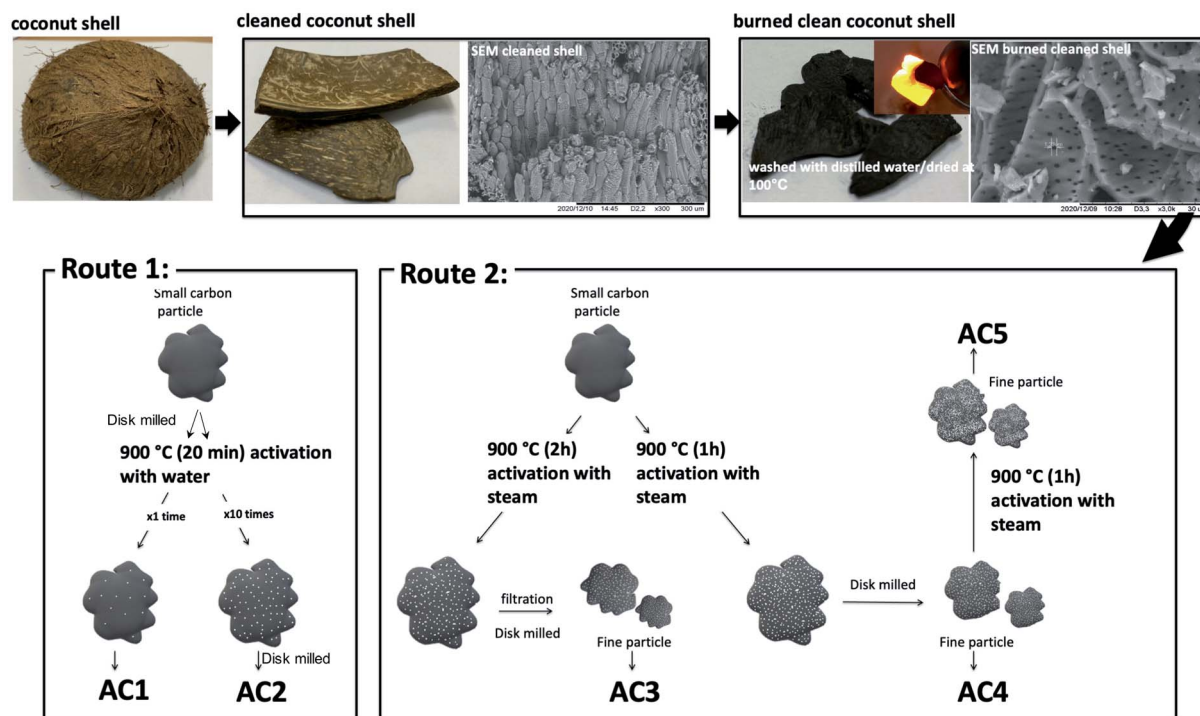 coconut shell
cleaned coconut shell
SEM cleaned shell
2020/12/10 14:45 D2,2 x300 300 um
burned clean coconut shell
washed with distilled water/dried at
100°C
SEM burned cleaned shell
2020/12/09 10:28 D3,3 x3,0k 30 u
Route 1:
Small carbon
particle
Disk milled
900 °C (20 min) activation
with water
x1 time
x10 times
Disk milled
AC1
AC2
Route 2:
Small carbon
particle
900 °C (2h)
activation with
steam
900 °C (1h)
activation with
steam
filtration
Disk milled
Fine particle
AC3
Disk milled
Fine particle
AC4
900 °C (1h)
activation with
steam
Fine particle
AC5